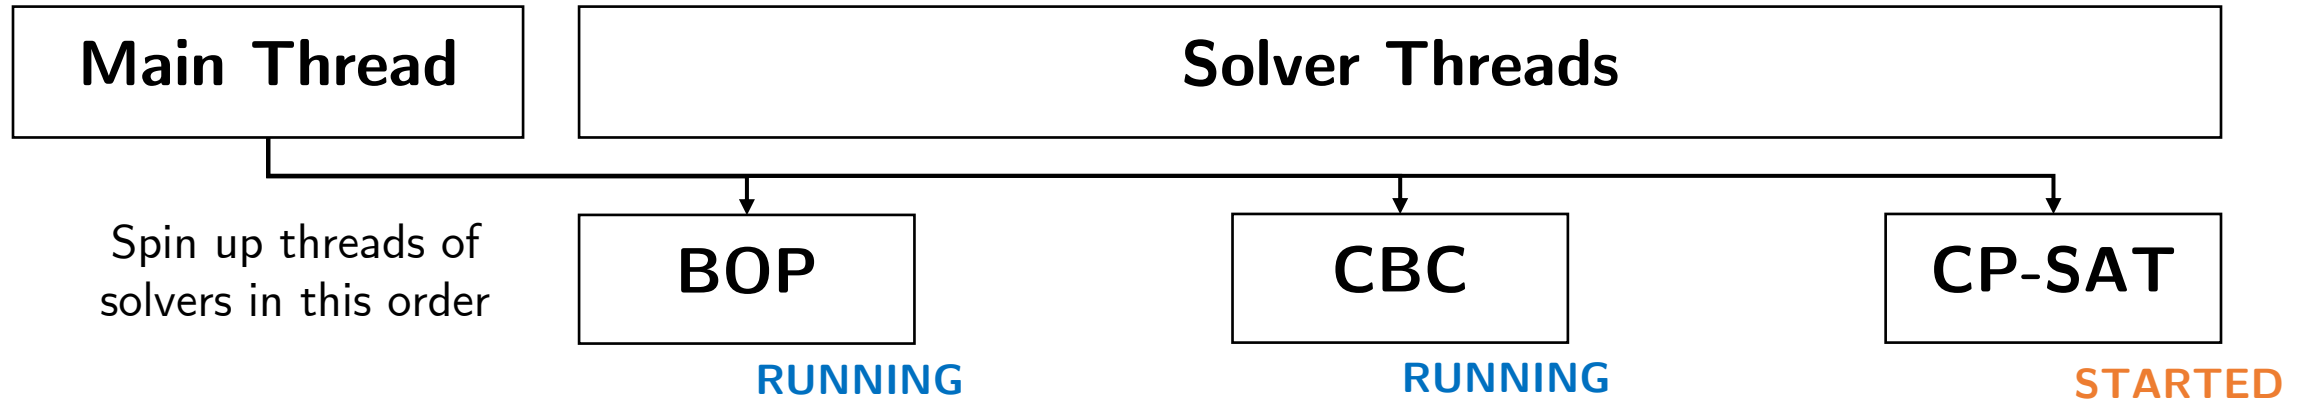 Main Thread
Solver Threads
Spin up threads of
solvers in this order
BOP
CBC
CP-SAT
RUNNING
RUNNING
STARTED